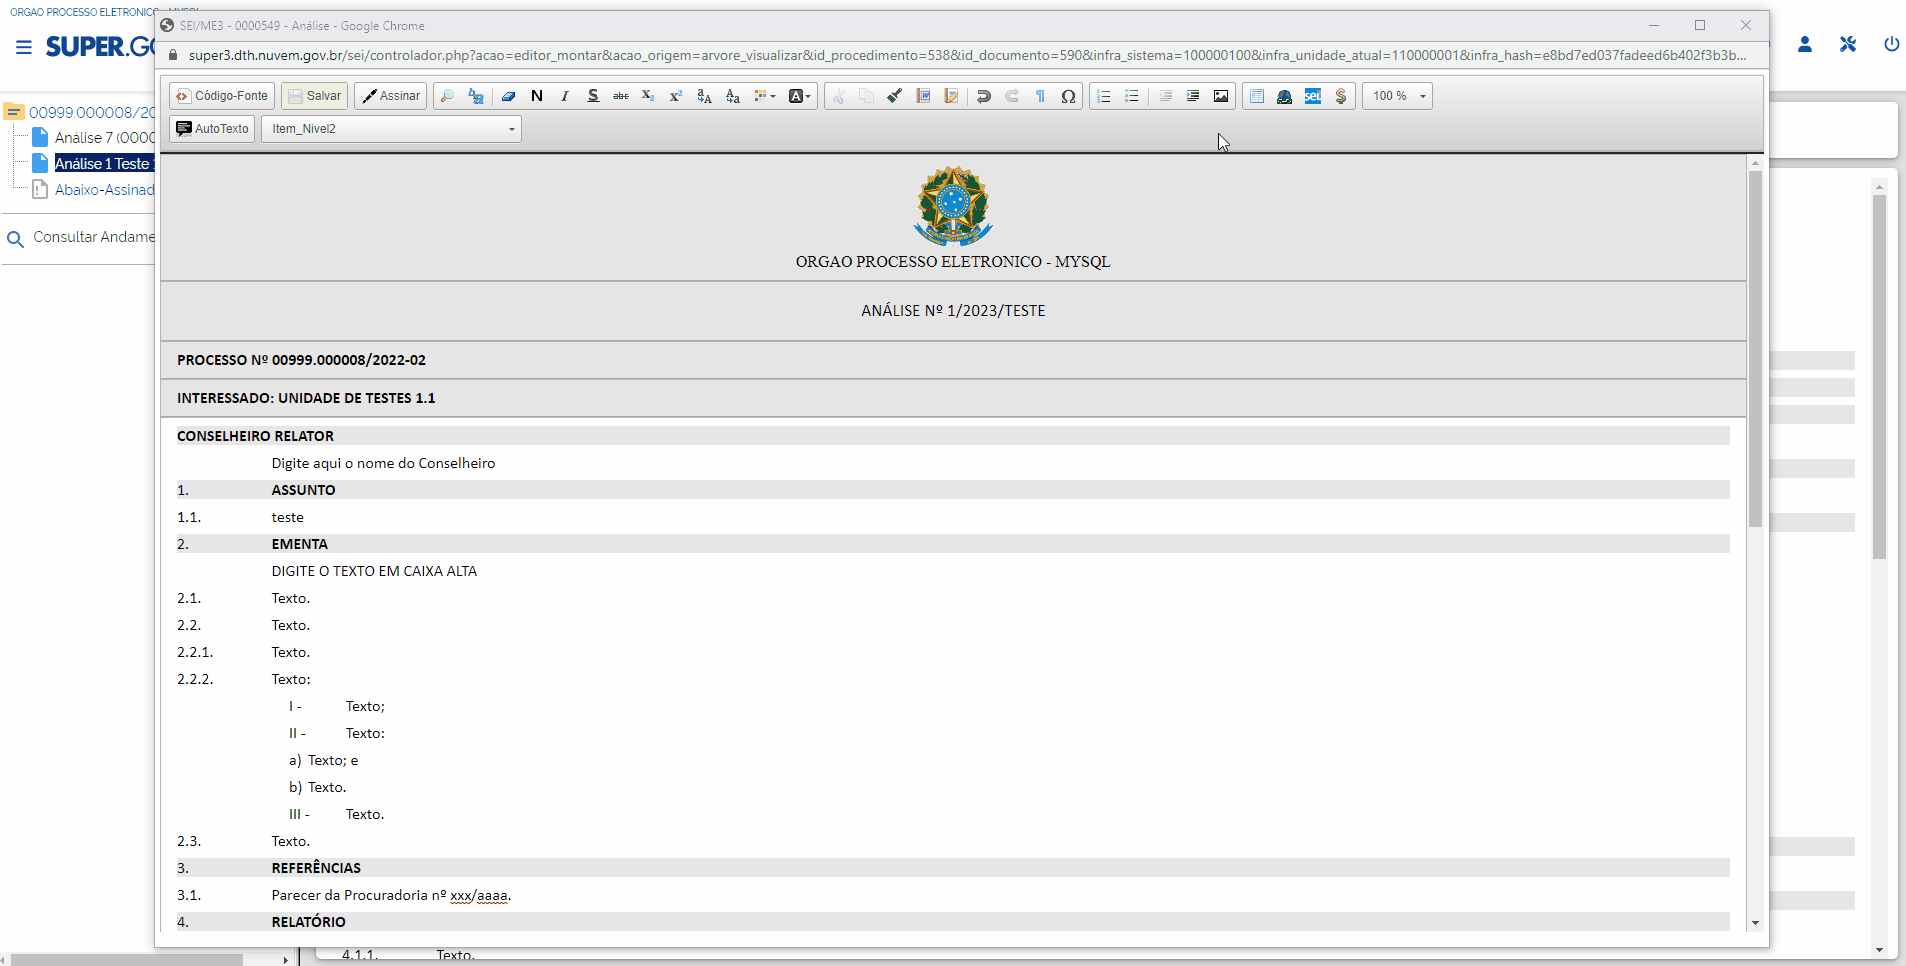 ORGAO PROCESSO ELETRONICO - MYSQL
SUPER.GO
00999.000008/20
Análise 7 (0000
Análise 1 Teste
Abaixo-Assinad
Consultar Andame
SEI/ME3 - 0000549 - Análise - Google Chrome
super3.dth.nuvem.gov.br/sei/controlador.php?acao=editor_montar&acao_origem=arvore_visualizar&id_procedimento=538&id_documento=590&infra_sistema=100000100&infra_unidade_atual=110000001&infra_hash=e8bd7ed037fadeed6b402f3b3b...
Código-Fonte Salvar Assinar N I S abc X₂ X² 100 %
AutoTexto Item_Nivel2
ORGAO PROCESSO ELETRONICO - MYSQL
ANÁLISE Nº 1/2023/TESTE
PROCESSO Nº 00999.000008/2022-02
INTERESSADO: UNIDADE DE TESTES 1.1
CONSELHEIRO RELATOR
Digite aqui o nome do Conselheiro
1. ASSUNTO
1.1. teste
2. EMENTA
DIGITE O TEXTO EM CAIXA ALTA
2.1. Texto.
2.2. Texto.
2.2.1. Texto.
2.2.2. Texto:
I - Texto;
II - Texto:
a) Texto; e
b) Texto.
III - Texto.
2.3. Texto.
3. REFERÊNCIAS
3.1. Parecer da Procuradoria nº xxx/aaaa.
4. RELATÓRIO
4.1.1. Texto.